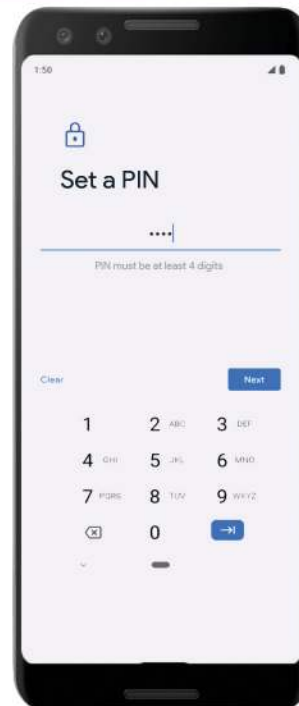 1:50
Set a PIN
••••
PIN must be at least 4 digits
Clear
Next
1 2 ABC 3 DEF
4 GHI 5 JKL 6 MNO
7 PQRS 8 TUV 9 WXYZ
0